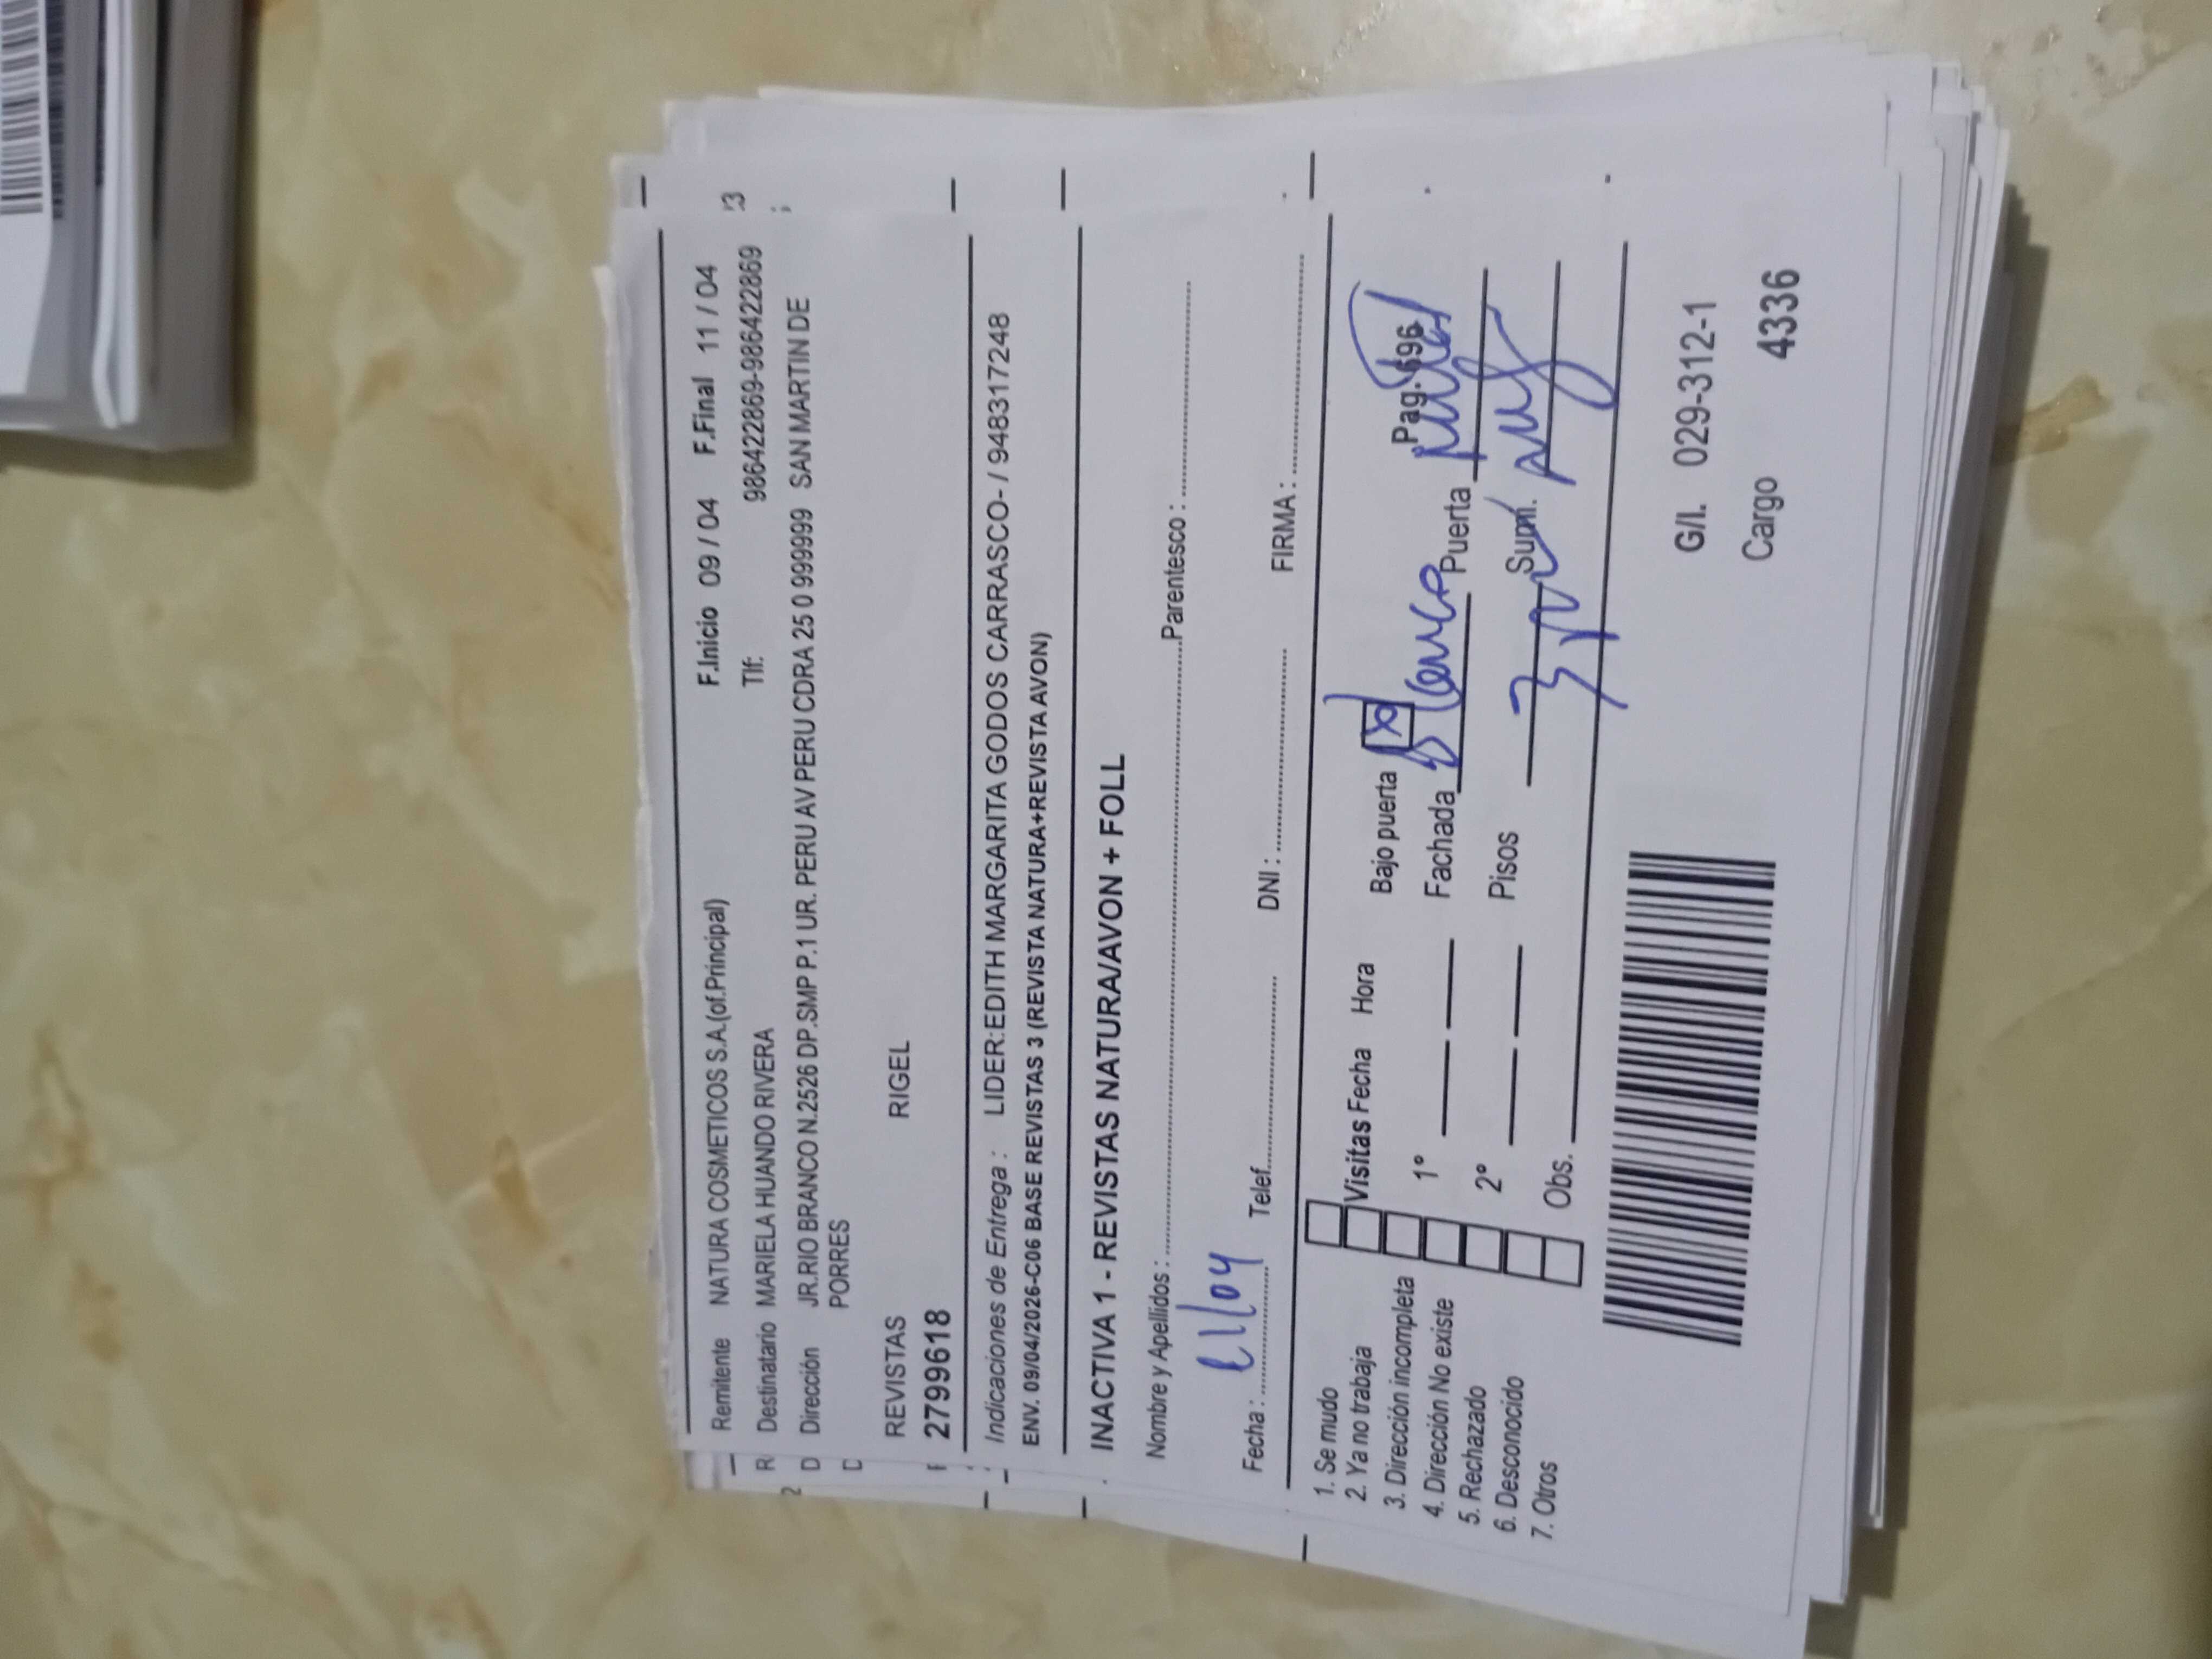 Remitente NATURA COSMETICOS S.A.(of.Principal) F.Inicio 09 / 04 F.Final 11 / 04
R Destinatario MARIELA HUANDO RIVERA Tlf: 986422869-986422869
D Dirección JR.RIO BRANCO N.2526 DP.SMP P.1 UR. PERU AV PERU CDRA 25 0 999999 SAN MARTIN DE
PORRES
REVISTAS RIGEL
2799618
Indicaciones de Entrega : LIDER:EDITH MARGARITA GODOS CARRASCO- / 948317248
ENV. 09/04/2026-C06 BASE REVISTAS 3 (REVISTA NATURA+REVISTA AVON)
INACTIVA 1 - REVISTAS NATURA/AVON + FOLL
Nombre y Apellidos : Parentesco :
Fecha : 11/04 Telef. DNI : FIRMA :
1. Se mudo
2. Ya no trabaja
3. Dirección incompleta
4. Dirección No existe
5. Rechazado
6. Desconocido
7. Otros
Visitas Fecha Hora Bajo puerta Pag. 696
1º Fachada Puerta
2º Pisos Sumi.
Obs.
G/I. 029-312-1
Cargo 4336